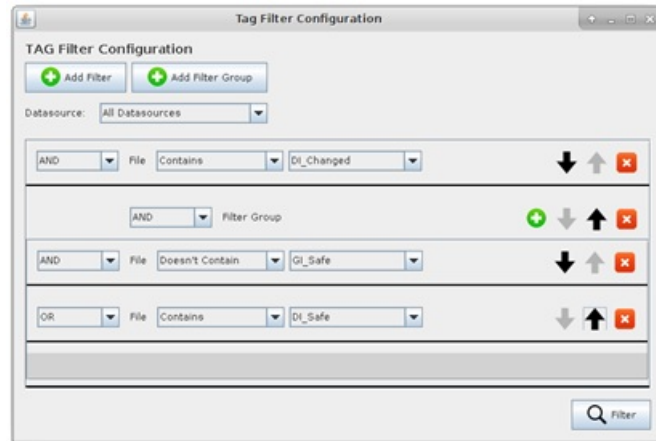 Tag Filter Configuration
TAG Filter Configuration
Add Filter Add Filter Group
Datasource: All Datasources
AND File Contains DI_Changed
AND Filter Group
AND File Doesn't Contain GI_Safe
OR File Contains DI_Safe
Filter